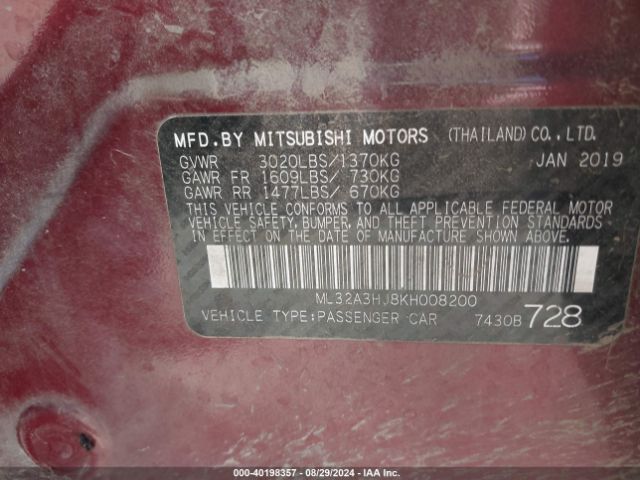 MFD.BY MITSUBISHI MOTORS (THAILAND)CO.,LTD.
GVWR 3020LBS/1370KG JAN 2019
GAWR FR 1609LBS/ 730KG
GAWR RR 1477LBS/ 670KG
THIS VEHICLE CONFORMS TO ALL APPLICABLE FEDERAL MOTOR
VEHICLE SAFETY, BUMPER, AND THEFT PREVENTION STANDARDS
IN EFFECT ON THE DATE OF MANUFACTURE SHOWN ABOVE.
ML32A3HJ8KH008200
VEHICLE TYPE:PASSENGER CAR 7430B 728
000-40198357 - 08/29/2024 - IAA Inc.